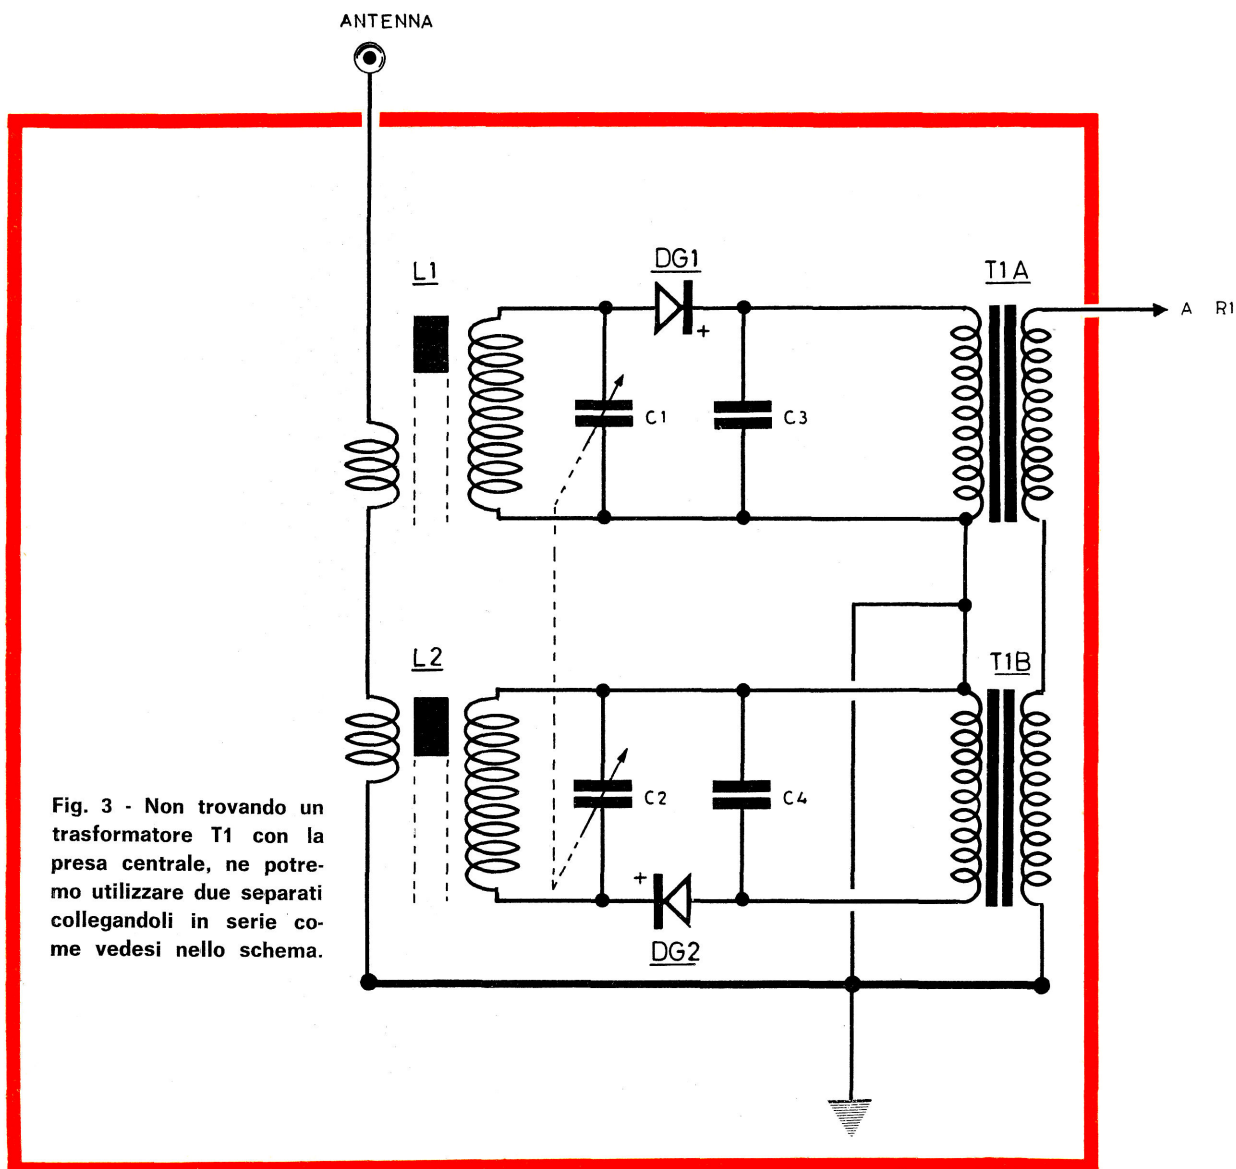 ANTENNA
L1
DG1
+
T1A
A R1
C1
C3
L2
T1B
C2
C4
+
DG2
Fig. 3 - Non trovando un
trasformatore T1 con la
presa centrale, ne potre-
mo utilizzare due separati
collegandoli in serie co-
me vedesi nello schema.